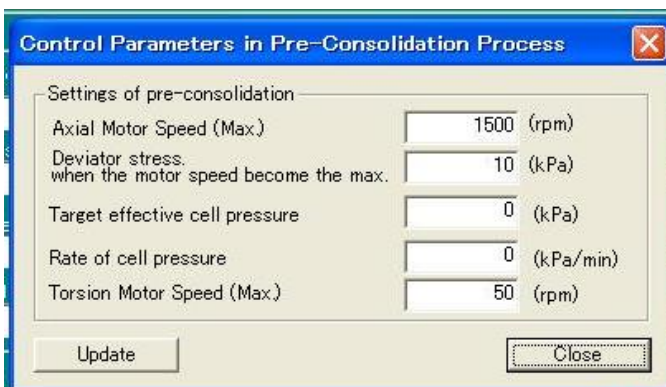 Control Parameters in Pre-Consolidation Process
Settings of pre-consolidation
Axial Motor Speed (Max.) 1500 (rpm)
Deviator stress.
when the motor speed become the max. 10 (kPa)
Target effective cell pressure 0 (kPa)
Rate of cell pressure 0 (kPa/min)
Torsion Motor Speed (Max.) 50 (rpm)
Update Close